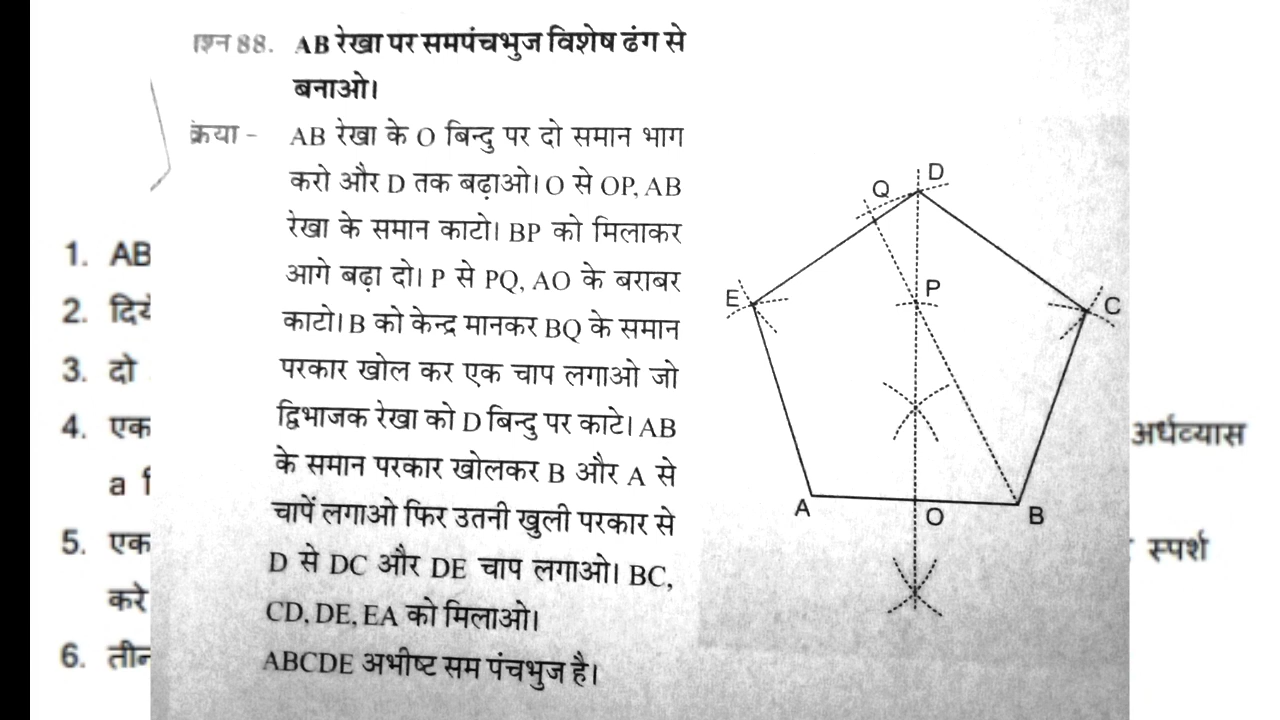 प्रश्न 88. AB रेखा पर समपंचभुज विशेष ढंग से
बनाओ।
क्रिया - AB रेखा के O बिन्दु पर दो समान भाग
करो और D तक बढ़ाओ। O से OP, AB
रेखा के समान काटो। BP को मिलाकर
आगे बढ़ा दो। P से PQ, AO के बराबर
काटो। B को केन्द्र मानकर BQ के समान
परकार खोल कर एक चाप लगाओ जो
द्विभाजक रेखा को D बिन्दु पर काटे। AB
के समान परकार खोलकर B और A से
चापें लगाओ फिर उतनी खुली परकार से
D से DC और DE चाप लगाओ। BC,
CD, DE, EA को मिलाओ।
ABCDE अभीष्ट सम पंचभुज है।
D
Q
P
E
C
A
O
B
1. AB
2.
3. दो
4. एक
a
5. एक
करे
6. तीन
अर्धव्यास
स्पर्श